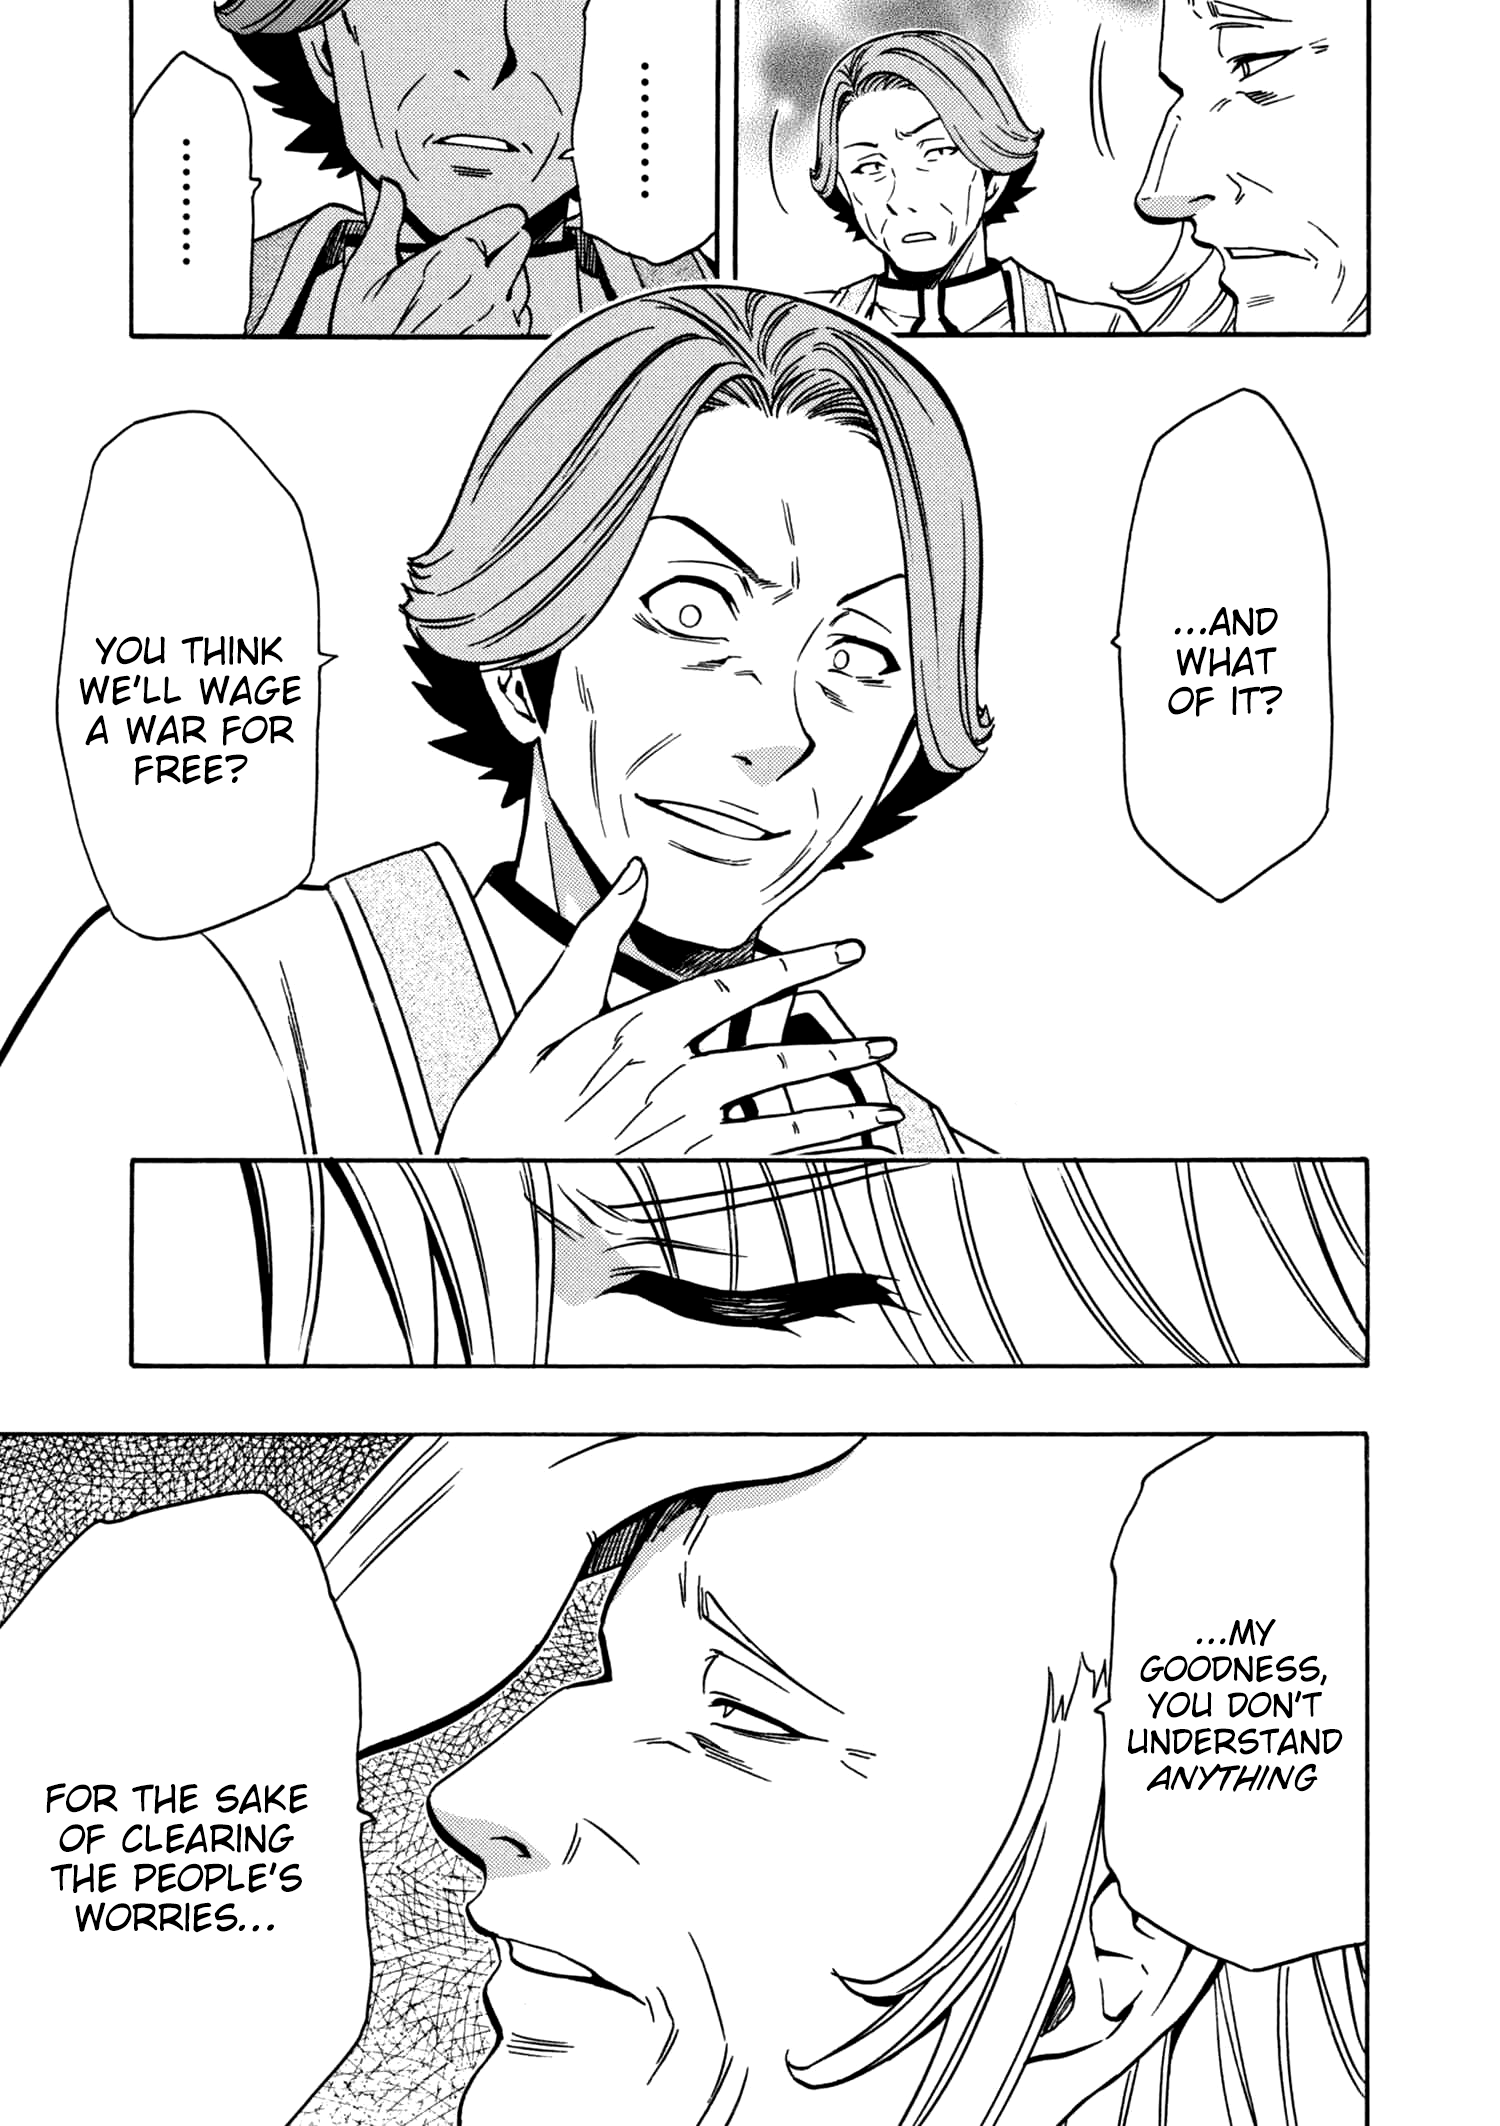 ………
………
...AND
WHAT
OF IT?
YOU THINK
WE'LL WAGE
A WAR FOR
FREE?
...MY
GOODNESS,
YOU DON'T
UNDERSTAND
ANYTHING
FOR THE SAKE
OF CLEARING
THE PEOPLE'S
WORRIES...